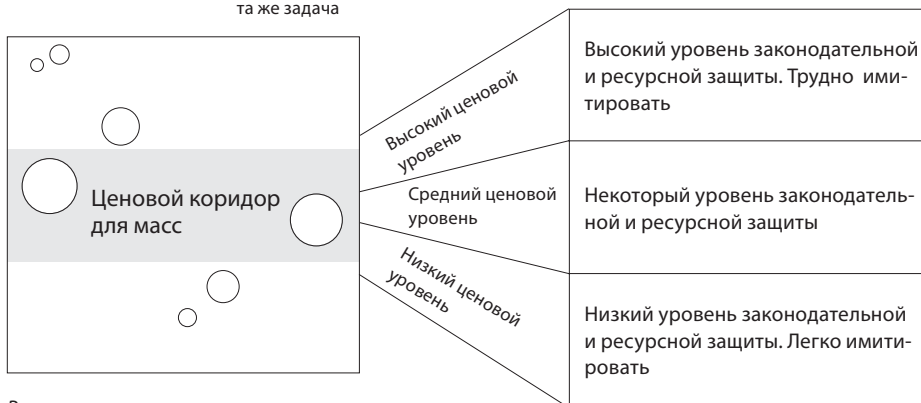 та же задача
Ценовой коридор
для масс
Высокий ценовой
уровень
Средний ценовой
уровень
Низкий ценовой
уровень
Высокий уровень законодательной
и ресурсной защиты. Трудно ими-
тировать
Некоторый уровень законодатель-
ной и ресурсной защиты
Низкий уровень законодательной
и ресурсной защиты. Легко имити-
ровать